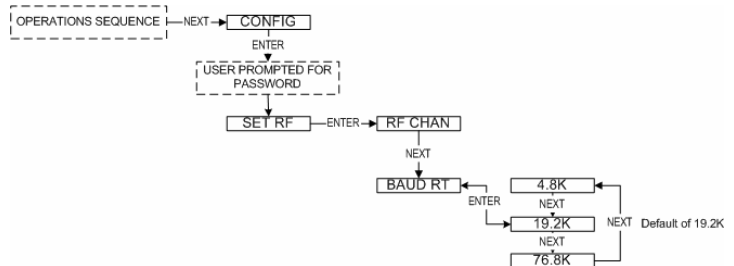 OPERATIONS SEQUENCE
NEXT
CONFIG
ENTER
USER PROMPTED FOR
PASSWORD
SET RF
ENTER
RF CHAN
NEXT
BAUD RT
ENTER
4.8K
NEXT
19.2K
NEXT
76.8K
NEXT
Default of 19.2K